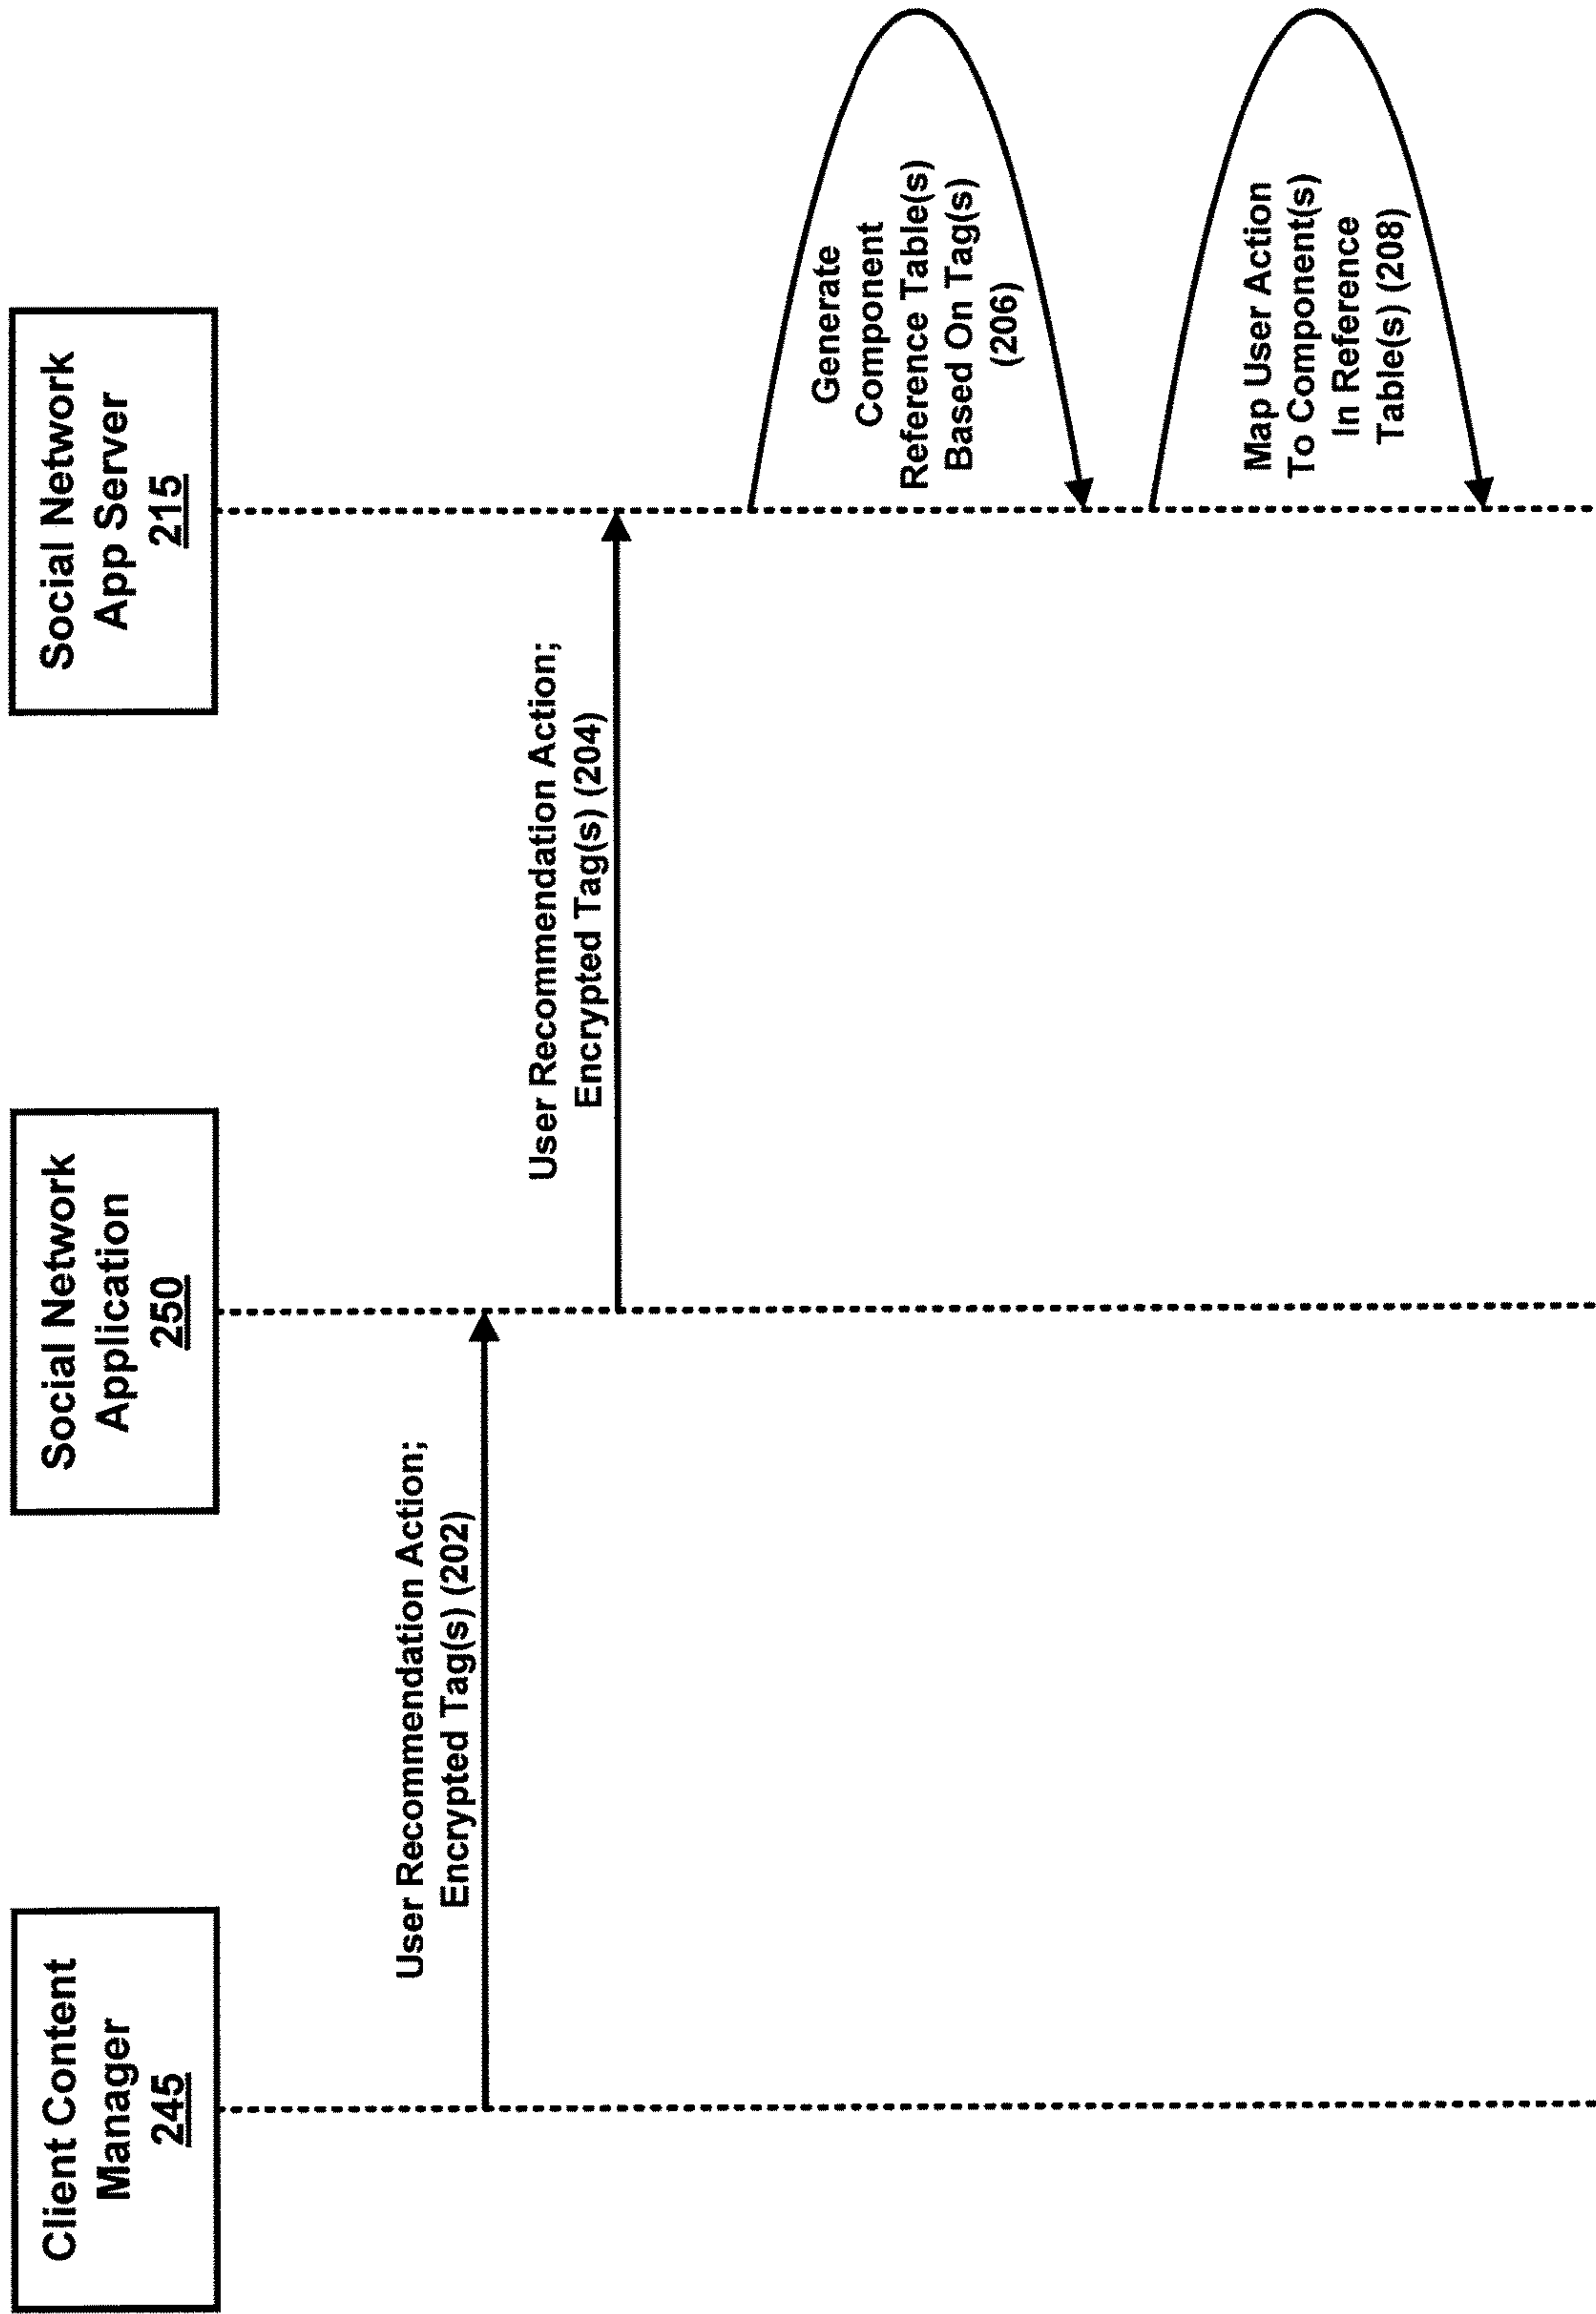 Client Content
Manager
245
Social Network
Application
250
Social Network
App Server
215
User Recommendation Action;
Encrypted Tag(s) (202)
User Recommendation Action;
Encrypted Tag(s) (204)
Generate
Component
Reference Table(s)
Based On Tag(s)
(206)
Map User Action
To Component(s)
In Reference
Table(s) (208)